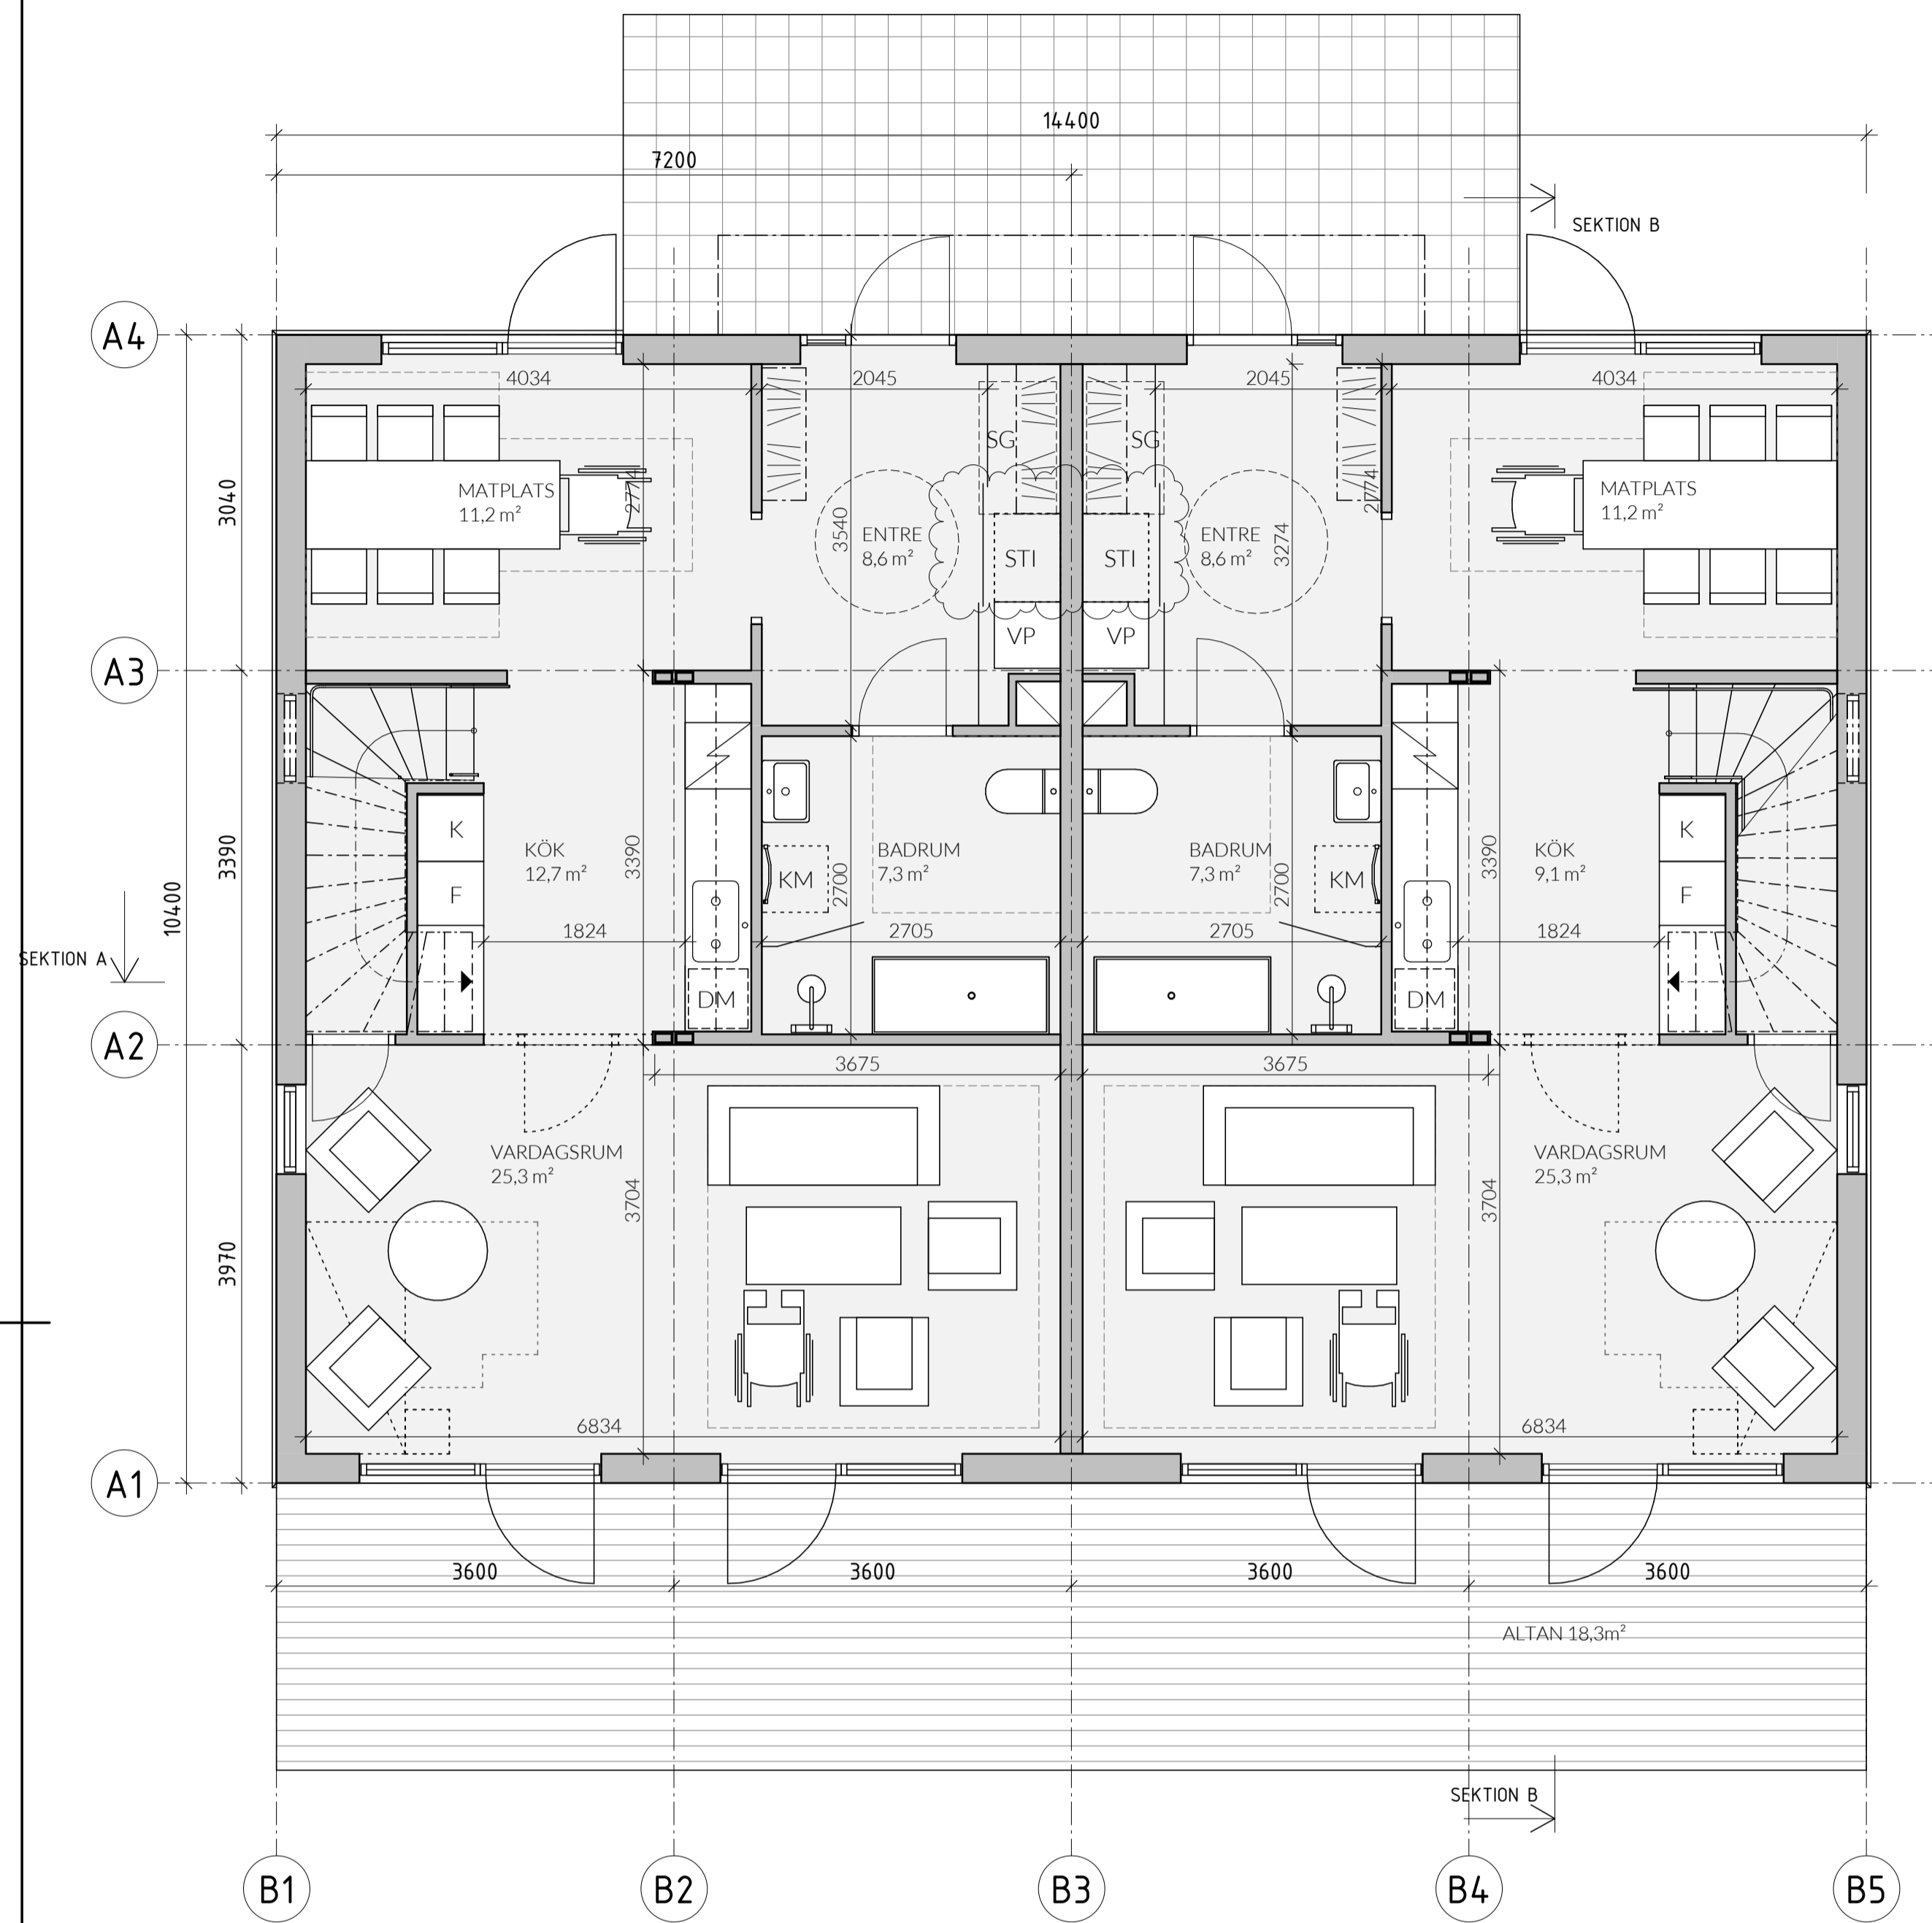 14400
7200
SEKTION B
A4
4034
2045
2045
4034
SG
SG
MATPLATS
11,2 m²
2774
3540
ENTRE
8,6 m²
STI
STI
ENTRE
8,6 m²
3274
2774
MATPLATS
11,2 m²
3040
VP
VP
A3
K
KÖK
12,7 m²
3390
BADRUM
7,3 m²
KM
2700
BADRUM
7,3 m²
KM
2700
3390
KÖK
9,1 m²
K
3390
F
F
10400
1824
2705
2705
1824
SEKTION A
DM
DM
A2
3675
3675
VARDAGSRUM
25,3 m²
3704
3704
VARDAGSRUM
25,3 m²
3970
6834
6834
A1
3600
3600
3600
3600
ALTAN 18,3m²
SEKTION B
B1
B2
B3
B4
B5